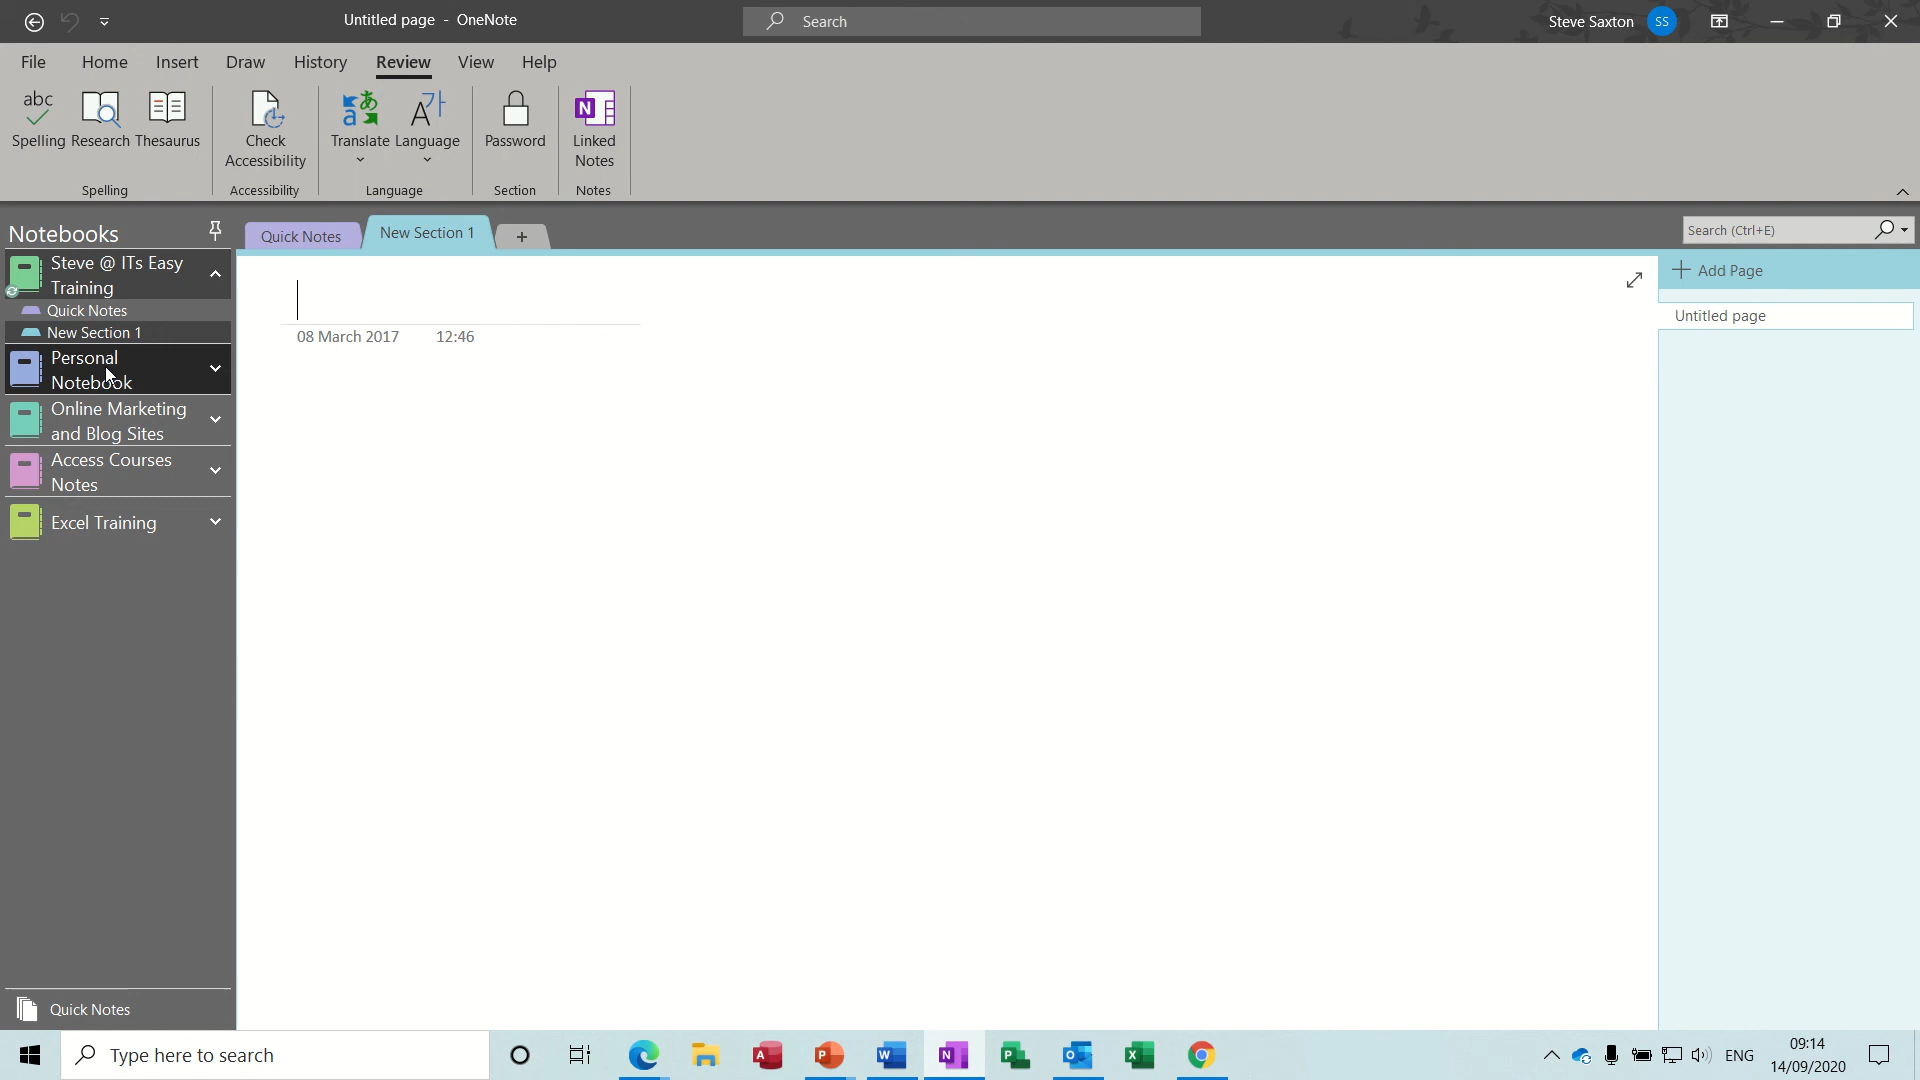 Untitled page - OneNote
Search
Steve Saxton
SS
File Home Insert Draw History Review View Help
abc
Spelling Research Thesaurus
Check
Accessibility
Translate Language
Password
Linked
Notes
Spelling Accessibility Language Section Notes
Notebooks
Quick Notes New Section 1 +
Search (Ctrl+E)
Steve @ ITs Easy
Training
Quick Notes
New Section 1
Personal
Notebook
Online Marketing
and Blog Sites
Access Courses
Notes
Excel Training
08 March 2017 12:46
Add Page
Untitled page
Quick Notes
Type here to search
ENG
09:14
14/09/2020